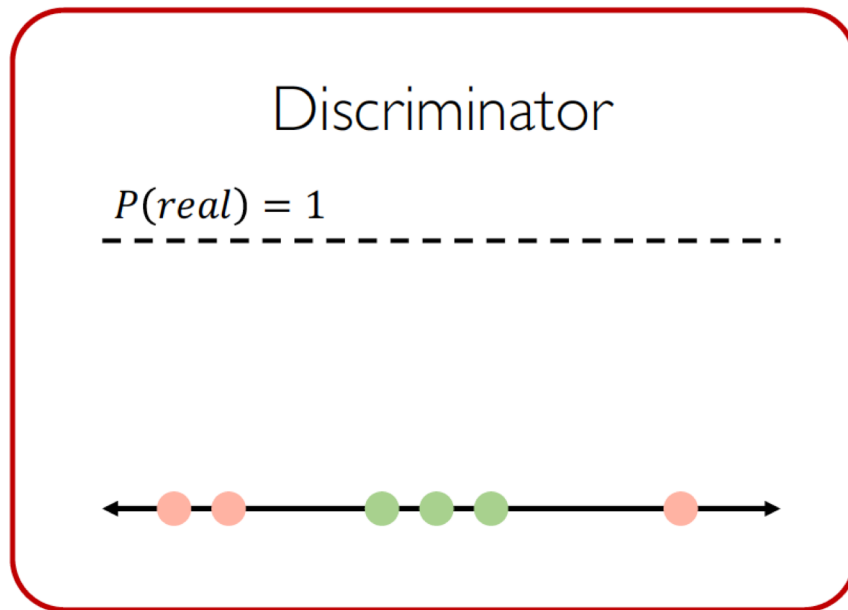 Discriminator
P(real) = 1